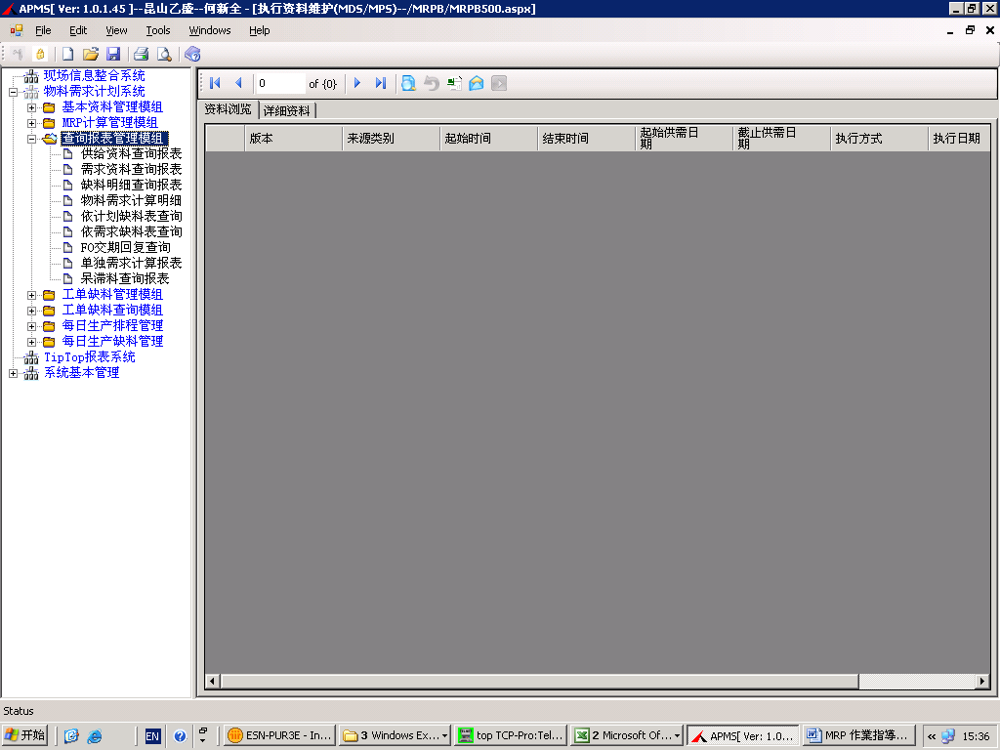 APMS[ Ver: 1.0.1.45 ]--昆山乙盛--何新全 - [执行资料维护(MDS/MPS)--/MRPB/MRPB500.aspx]
File Edit View Tools Windows Help
现场信息整合系统
物料需求计划系统
基本资料管理模组
MRP计算管理模组
查询报表管理模组
供给资料查询报表
需求资料查询报表
缺料明细查询报表
物料需求计算明细
依计划缺料表查询
依需求缺料表查询
FO交期回复查询
单独需求计算报表
呆滞料查询报表
工单缺料管理模组
工单缺料查询模组
每日生产排程管理
每日生产缺料管理
TipTop报表系统
系统基本管理
0 of {0}
资料浏览 详细资料
版本 来源类别 起始时间 结束时间 起始供需日期 截止供需日期 执行方式 执行日期
Status
开始 EN ESN-PUR3E - In... 3 Windows Ex... top TCP-Pro:Tel... 2 Microsoft Of... APMS[ Ver: 1.0... MRP 作業指導... « 15:36